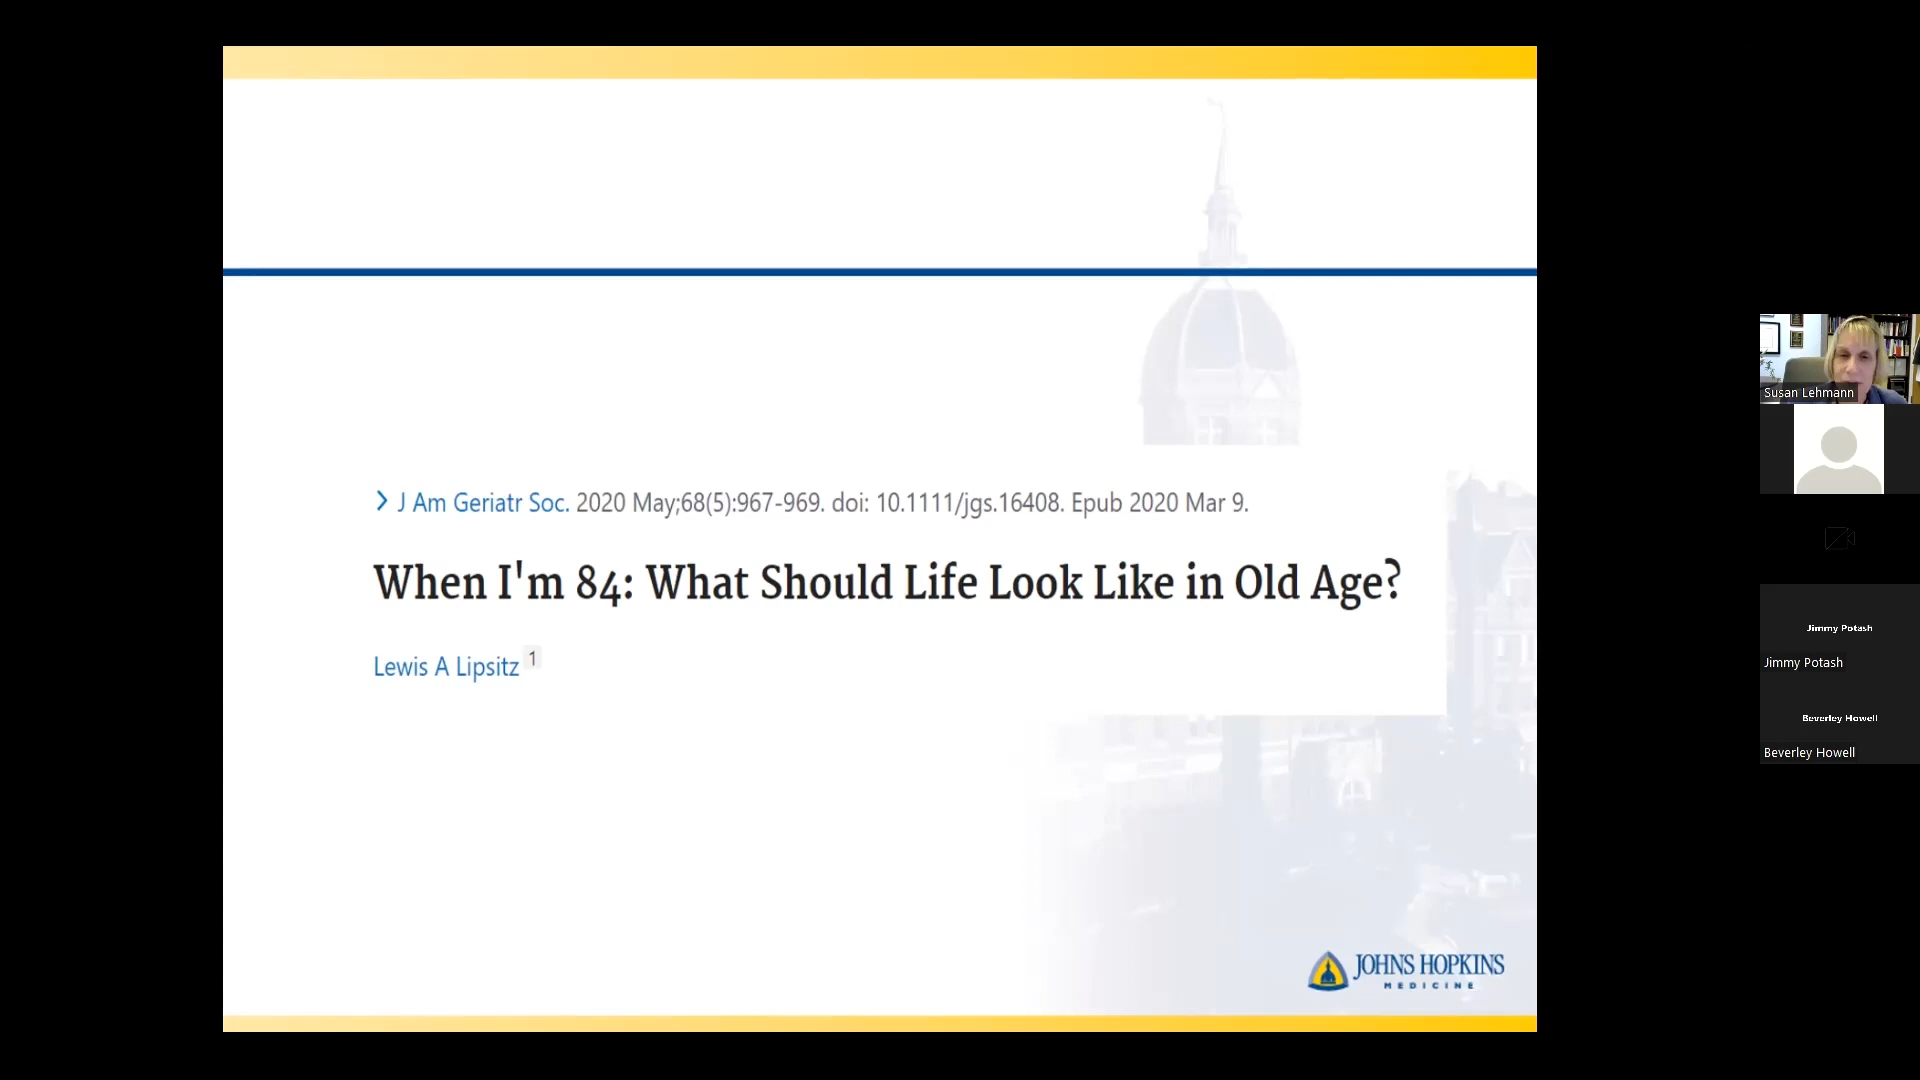 > J Am Geriatr Soc. 2020 May;68(5):967-969. doi: 10.1111/jgs.16408. Epub 2020 Mar 9.
When I'm 84: What Should Life Look Like in Old Age?
Lewis A Lipsitz 1
JOHNS HOPKINS
MEDICINE
Susan Lehmann
Jimmy Potash
Jimmy Potash
Beverley Howell
Beverley Howell